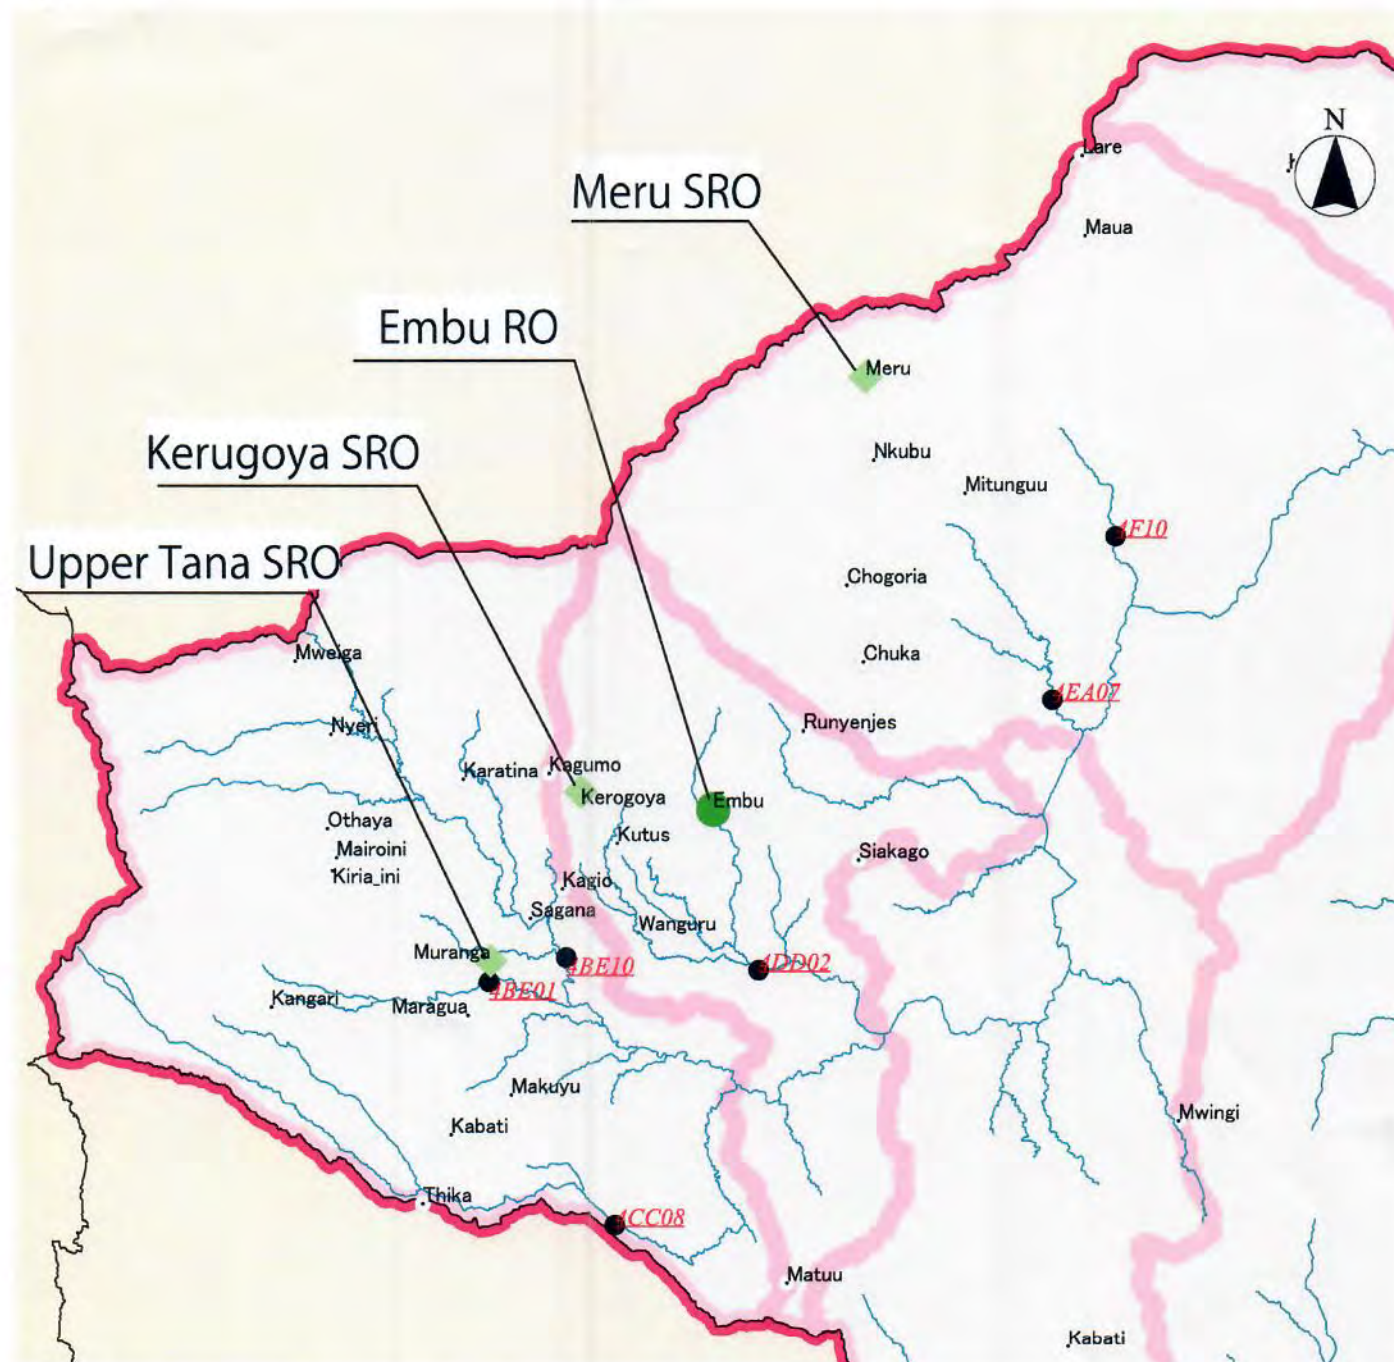 N
Lare
Maua
Meru SRO
Embu RO
Meru
Kerugoya SRO
Nkubu
Mitunguu
4F10
Upper Tana SRO
Chogoria
Chuka
Mweiga
4EA07
Nyeri
Runyenjes
Karatina
Kagumo
Kerogoya
Embu
Othaya
Kutus
Mairoini
Siakago
Kiria_ini
Kagio
Sagana
Wanguru
Muranga
4BE10
4DD02
4BE01
Kangari
Maragua
Makuyu
Mwingi
Kabati
Thika
4CC08
Matuu
Kabati